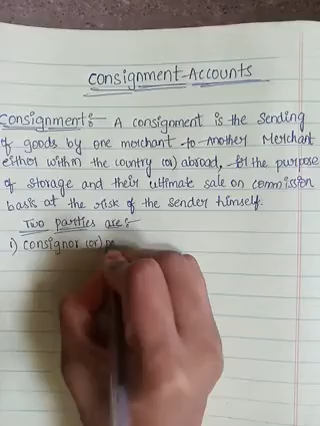 Consignment Accounts
Consignment :- A consignment is the sending
of goods by one merchant to another Merchant
either within the country (or) abroad, for the purpose
of storage and their ultimate sale on commission
basis at the risk of the sender himself.
Two parties are :-
1) consignor (or)